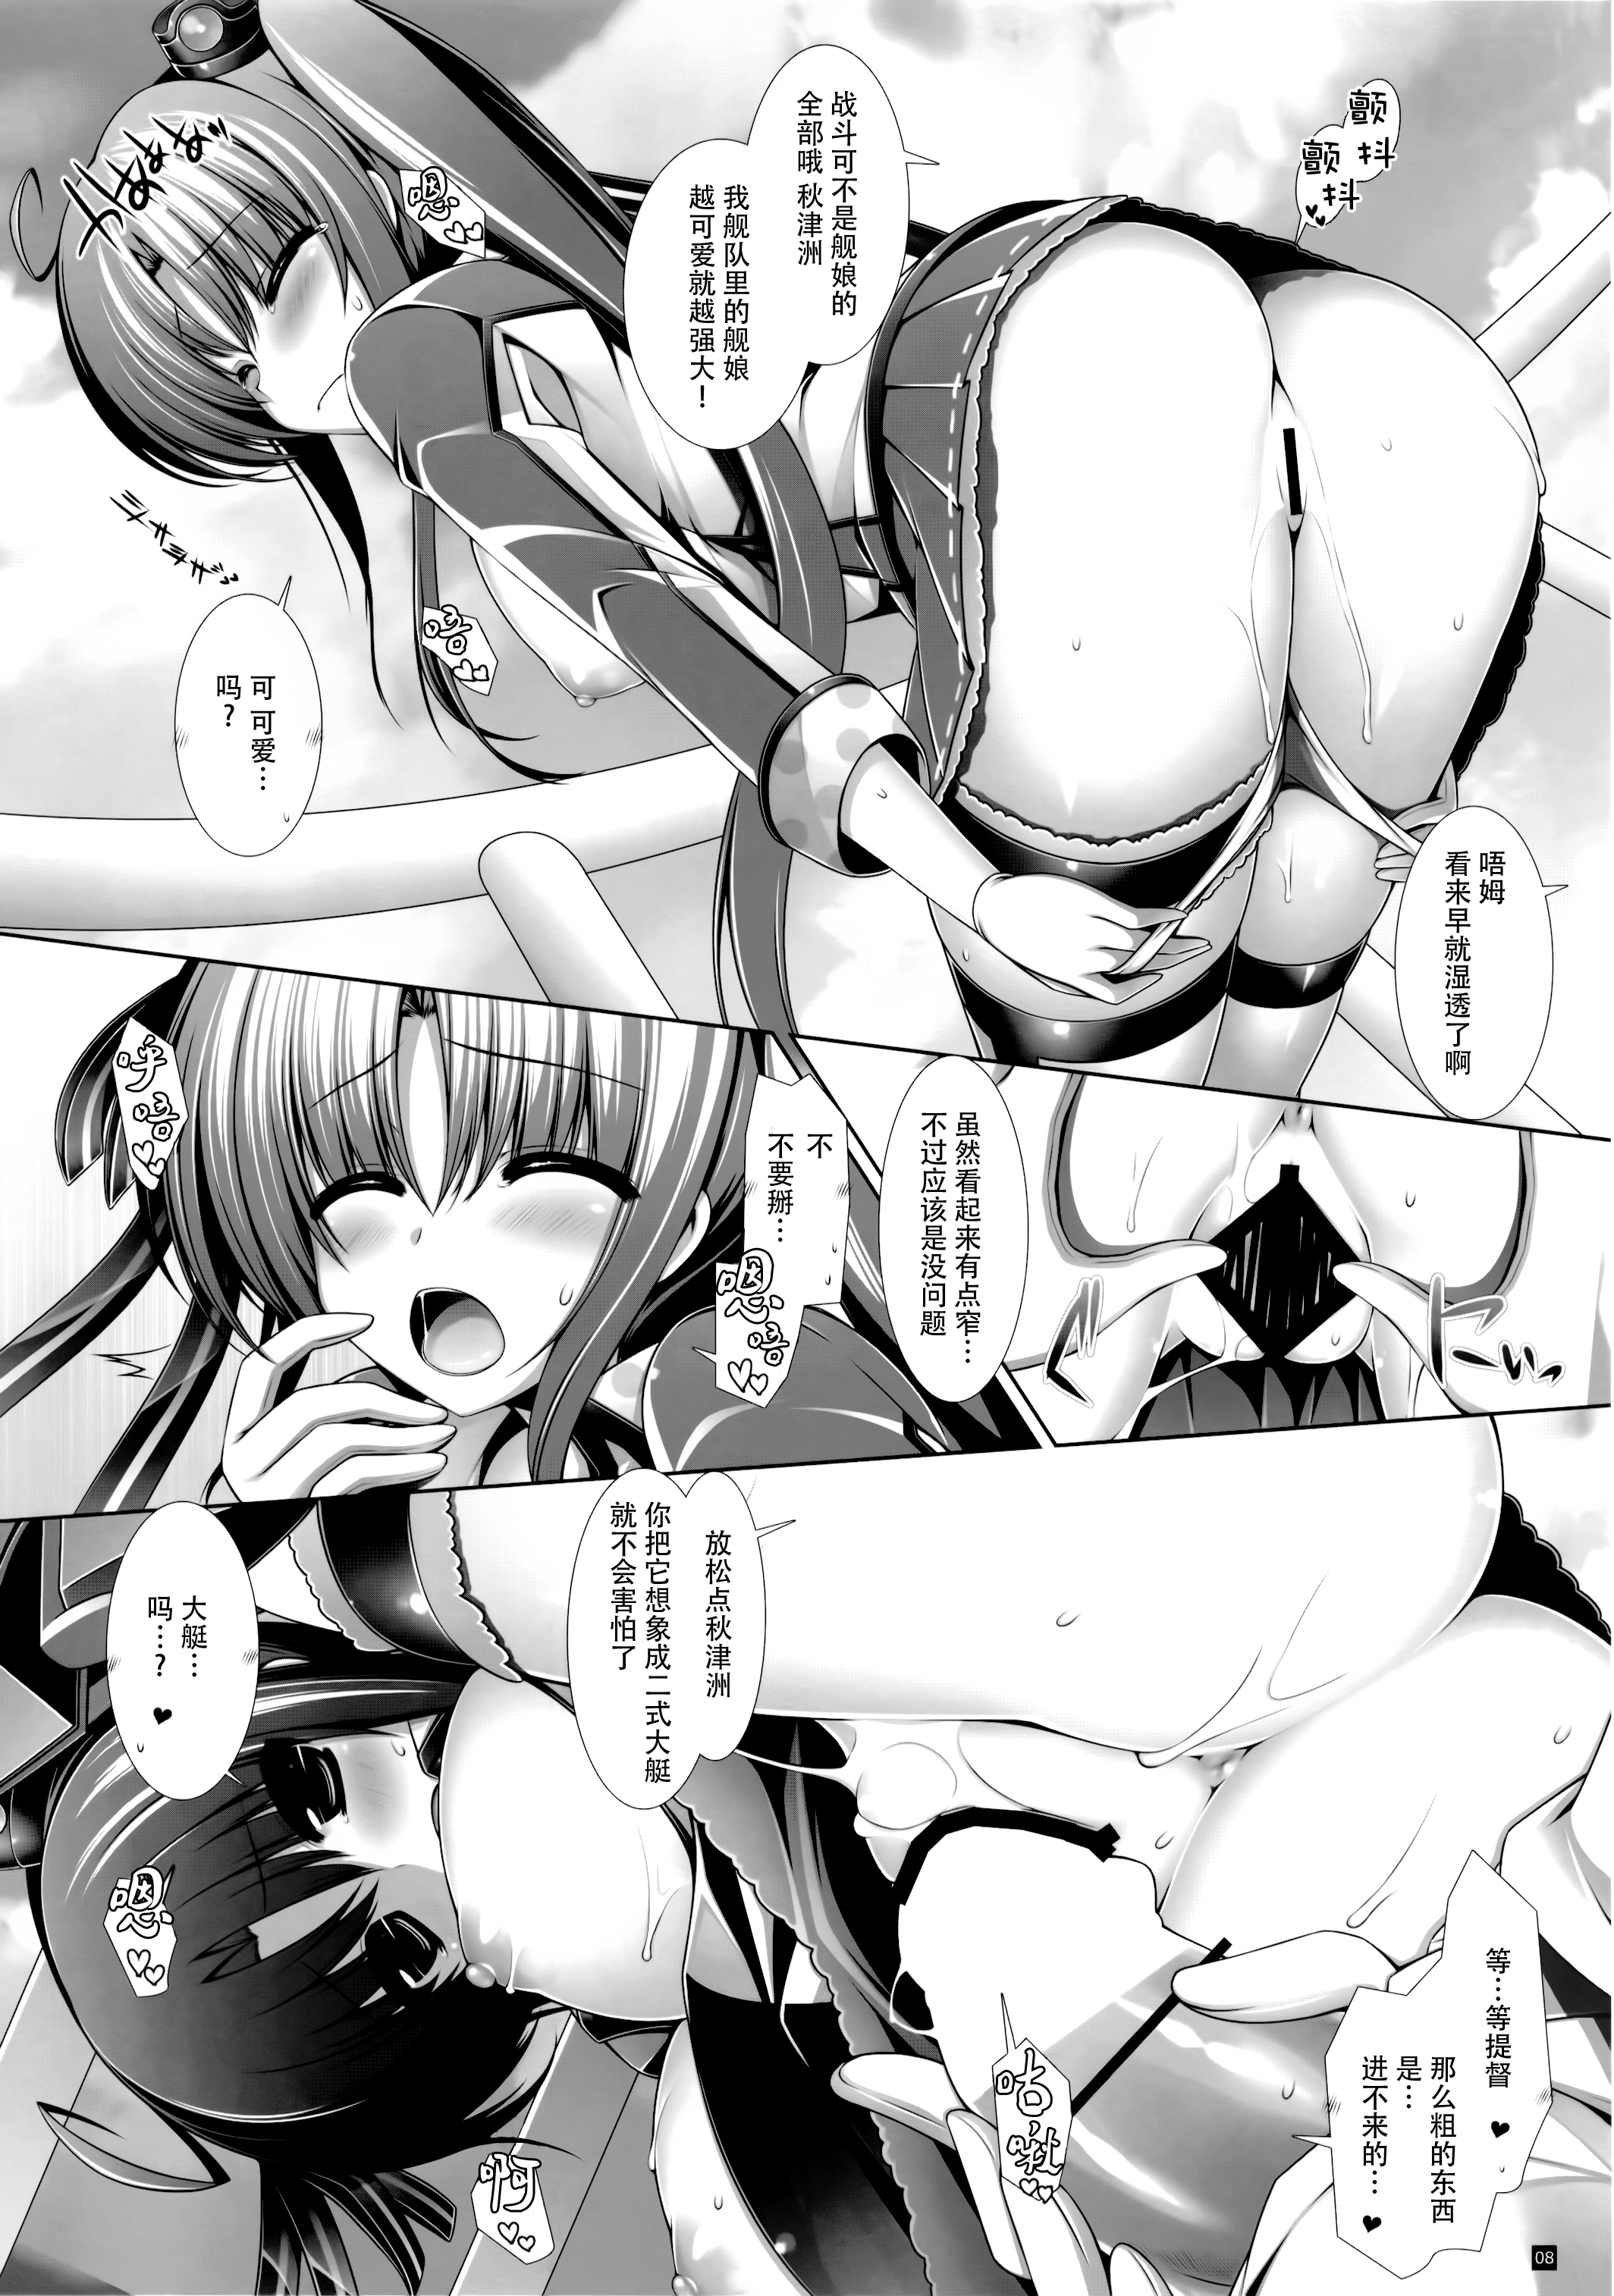 颤抖
颤抖
战斗可不是舰娘的
全部哦 秋津洲
我舰队里的舰娘
越可爱就越强大！
嗯
唔
可 可爱…
吗？
唔姆
看来早就湿透了啊
虽然看起来有点窄…
不过应该是没问题
不
不要掰…
嗯
唔
呼
唔
放松点秋津洲
你把它想象成二式大艇
就不会害怕了
大艇…
吗…？
嗯
啊
咕
啾
等…等提督
那么粗的东西
是…
进不来的…
08